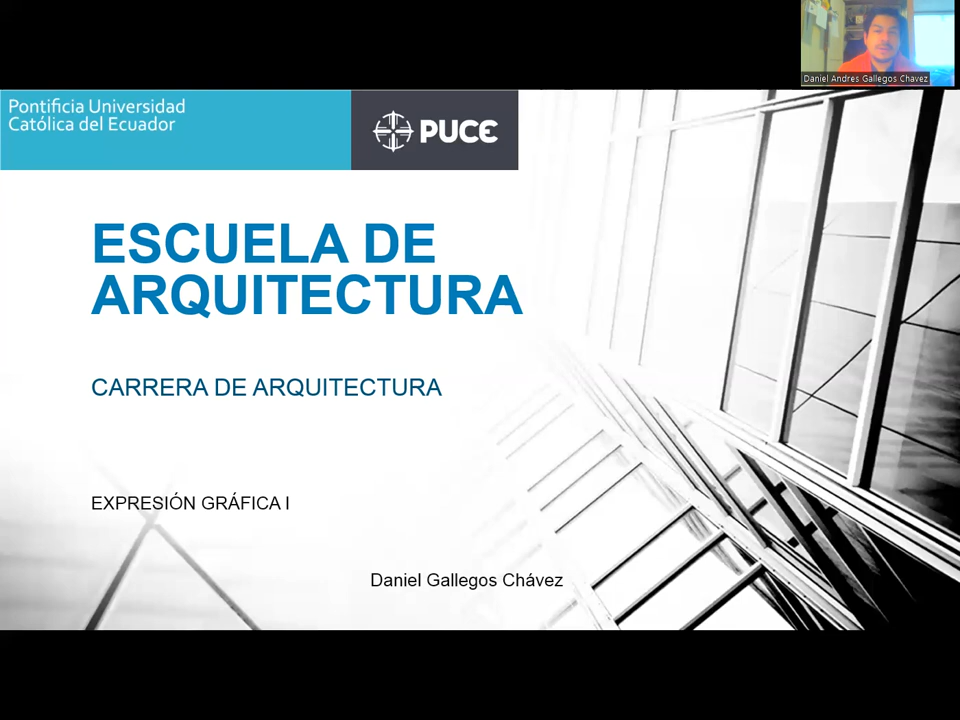 Daniel Andres Gallegos Chavez
Pontificia Universidad
Católica del Ecuador
PUCE
ESCUELA DE
ARQUITECTURA
CARRERA DE ARQUITECTURA
EXPRESIÓN GRÁFICA I
Daniel Gallegos Chávez